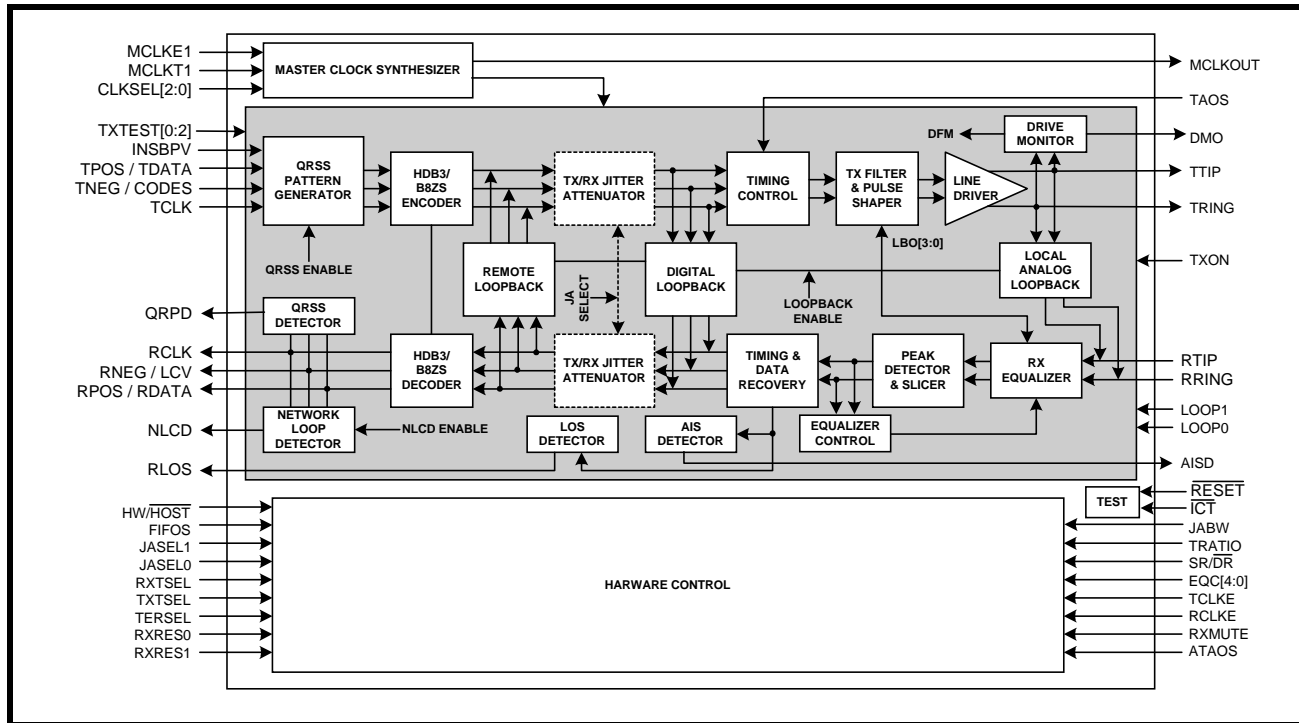 MCLKE1
MCLKT1
CLKSEL[2:0]
MASTER CLOCK SYNTHESIZER
MCLKOUT
TAOS
TXTEST[0:2]
INSBPV
TPOS / TDATA
TNEG / CODES
TCLK
QRSS
PATTERN
GENERATOR
HDB3/
B8ZS
ENCODER
TX/RX JITTER
ATTENUATOR
TIMING
CONTROL
TX FILTER
& PULSE
SHAPER
LINE
DRIVER
DFM
DRIVE
MONITOR
DMO
TTIP
TRING
TXON
QRSS ENABLE
REMOTE
LOOPBACK
JA
SELECT
DIGITAL
LOOPBACK
LOOPBACK
ENABLE
LBO[3:0]
LOCAL
ANALOG
LOOPBACK
QRPD
RCLK
RNEG / LCV
RPOS / RDATA
NLCD
RLOS
QRSS
DETECTOR
NETWORK
LOOP
DETECTOR
NLCD ENABLE
HDB3/
B8ZS
DECODER
TX/RX JITTER
ATTENUATOR
TIMING &
DATA
RECOVERY
PEAK
DETECTOR
& SLICER
RX
EQUALIZER
LOS
DETECTOR
AIS
DETECTOR
EQUALIZER
CONTROL
RTIP
RRING
LOOP1
LOOP0
AISD
TEST
RESET
ICT
HW/HOST
FIFOS
JASEL1
JASEL0
RXTSEL
TXTSEL
TERSEL
RXRES0
RXRES1
HARWARE CONTROL
JABW
TRATIO
SR/DR
EQC[4:0]
TCLKE
RCLKE
RXMUTE
ATAOS